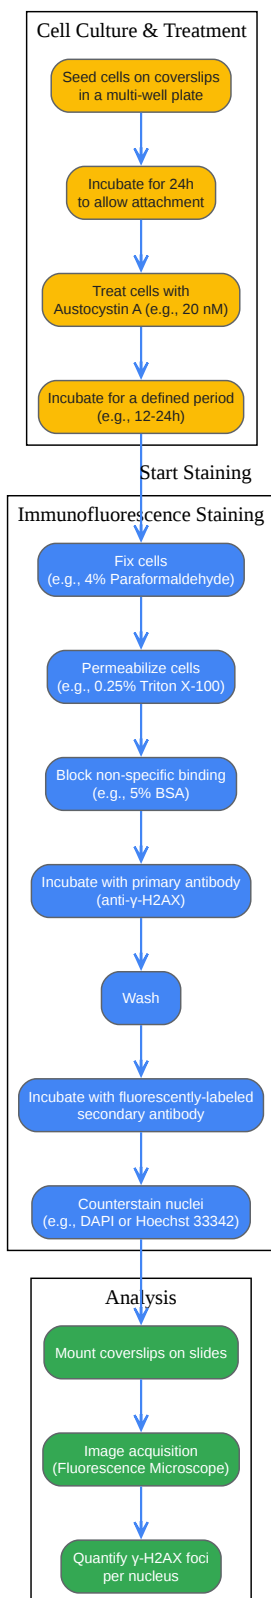 Cell Culture & Treatment
Seed cells on coverslips
in a multi-well plate
Incubate for 24h
to allow attachment
Treat cells with
Austocystin A (e.g., 20 nM)
Incubate for a defined period
(e.g., 12-24h)
Start Staining
Immunofluorescence Staining
Fix cells
(e.g., 4% Paraformaldehyde)
Permeabilize cells
(e.g., 0.25% Triton X-100)
Block non-specific binding
(e.g., 5% BSA)
Incubate with primary antibody
(anti-γ-H2AX)
Wash
Incubate with fluorescently-labeled
secondary antibody
Counterstain nuclei
(e.g., DAPI or Hoechst 33342)
Analysis
Mount coverslips on slides
Image acquisition
(Fluorescence Microscope)
Quantify γ-H2AX foci
per nucleus